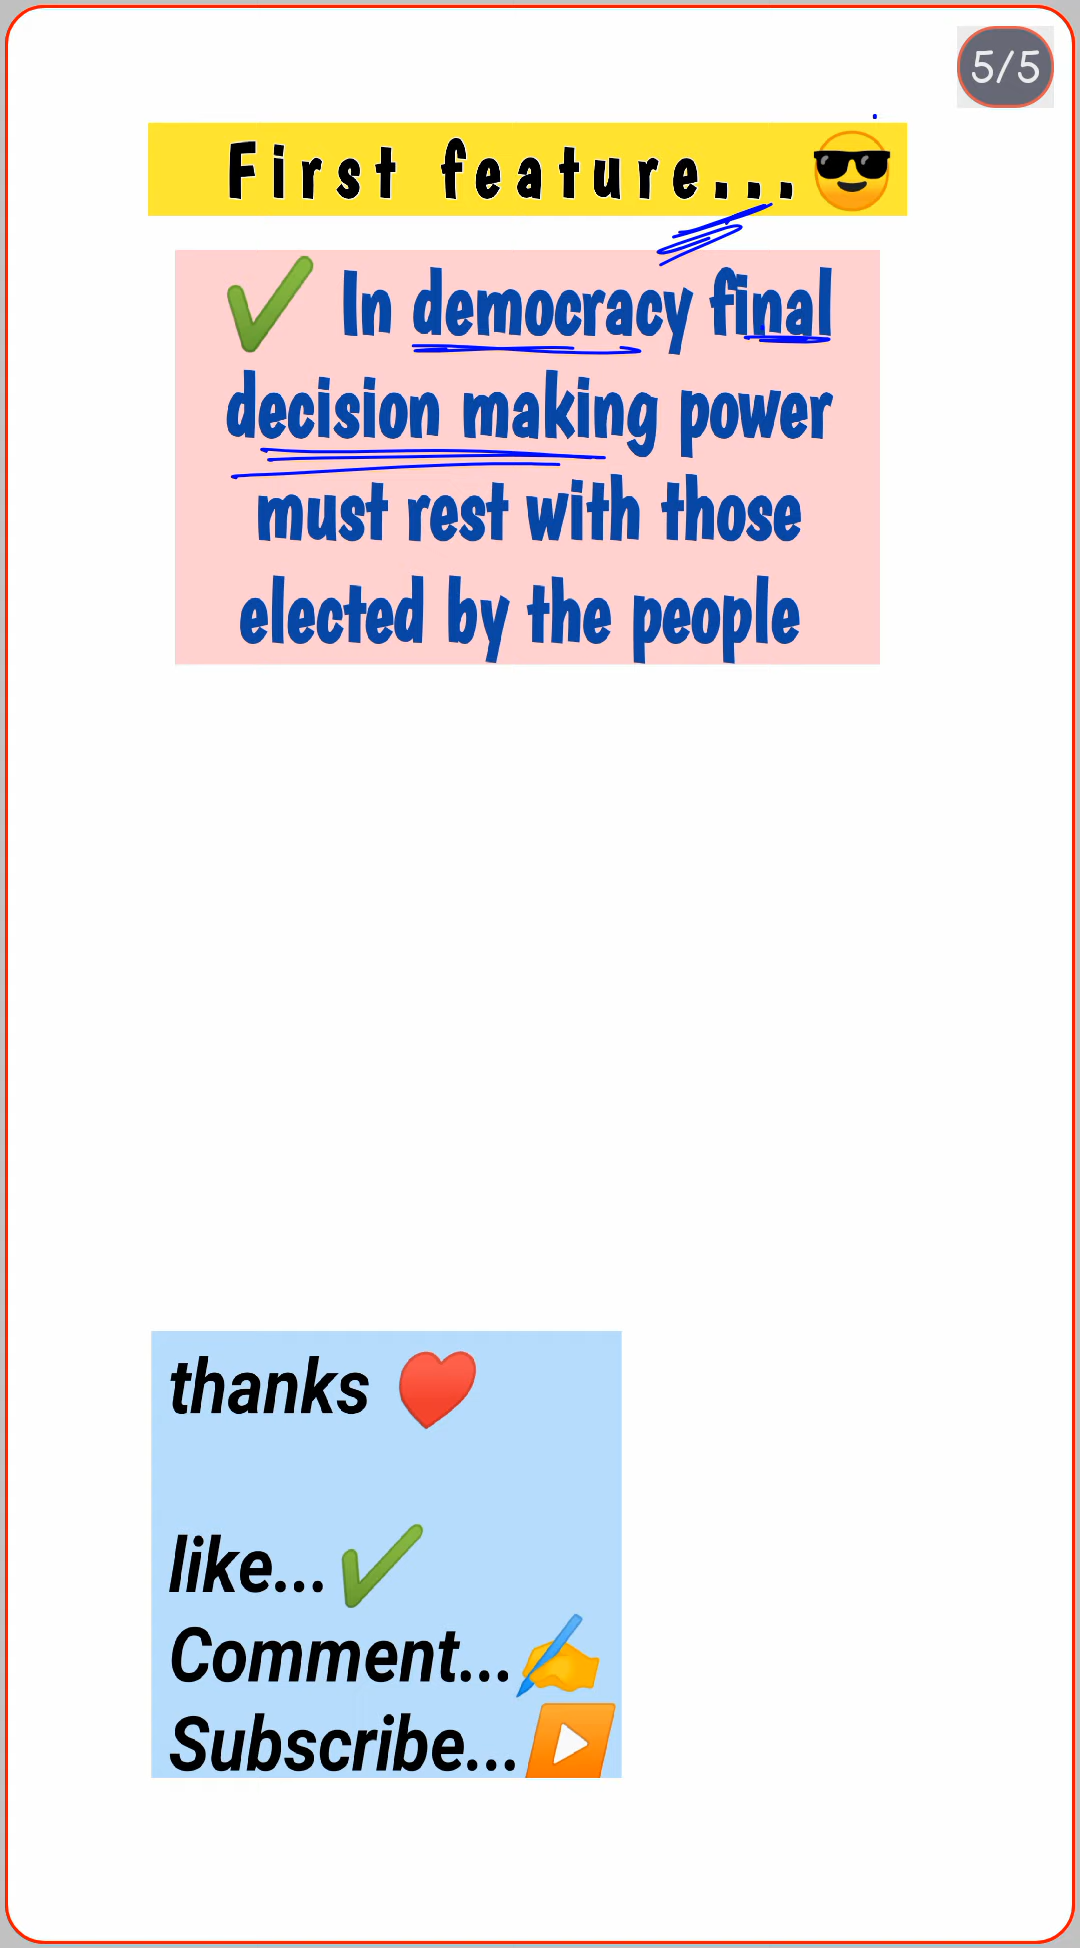 5/5
First feature...😎
✔ In democracy final
decision making power
must rest with those
elected by the people
thanks ♥
like...✔
Comment...✍
Subscribe...▶